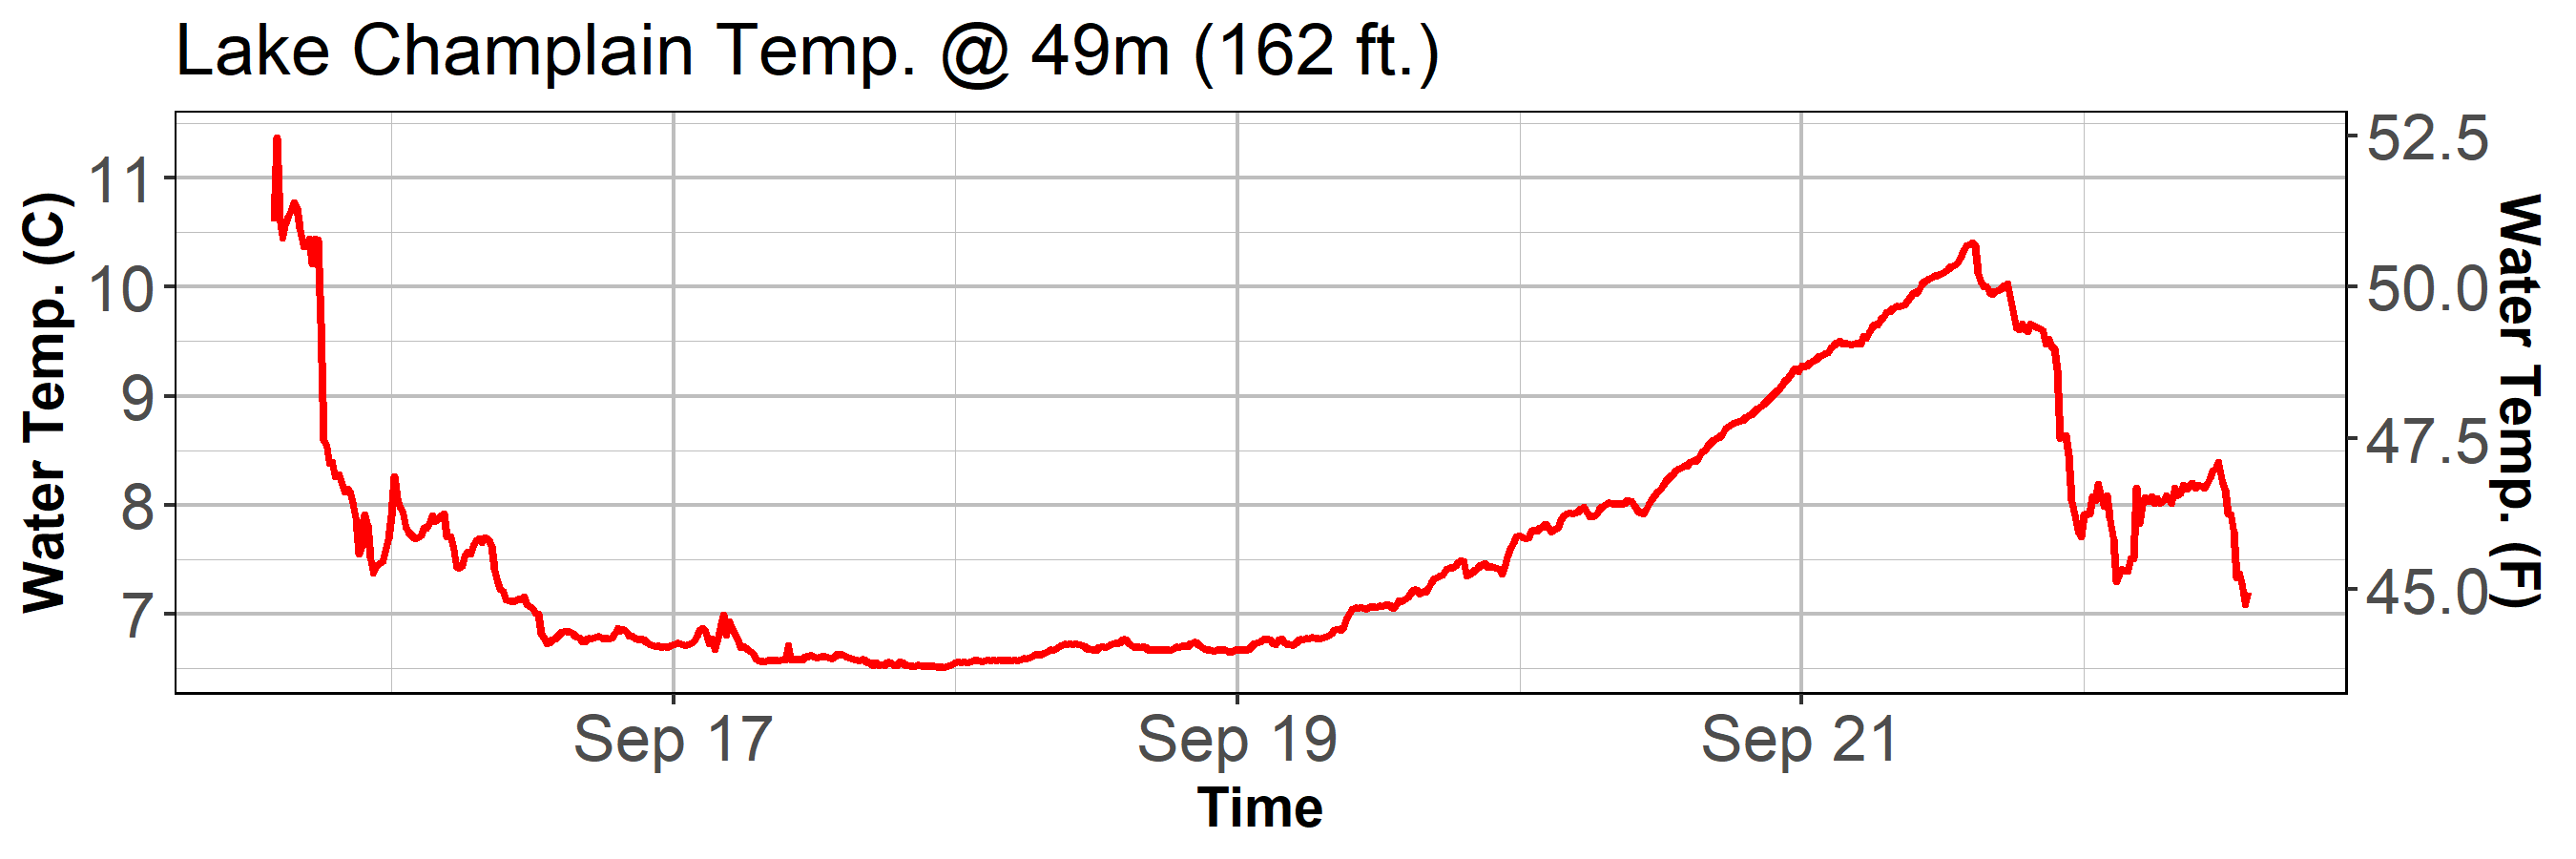 Lake Champlain Temp. @ 49m (162 ft.)
Water Temp. (C)
11
10
9
8
7
52.5
50.0
47.5
45.0
Water Temp. (F)
Sep 17
Sep 19
Sep 21
Time